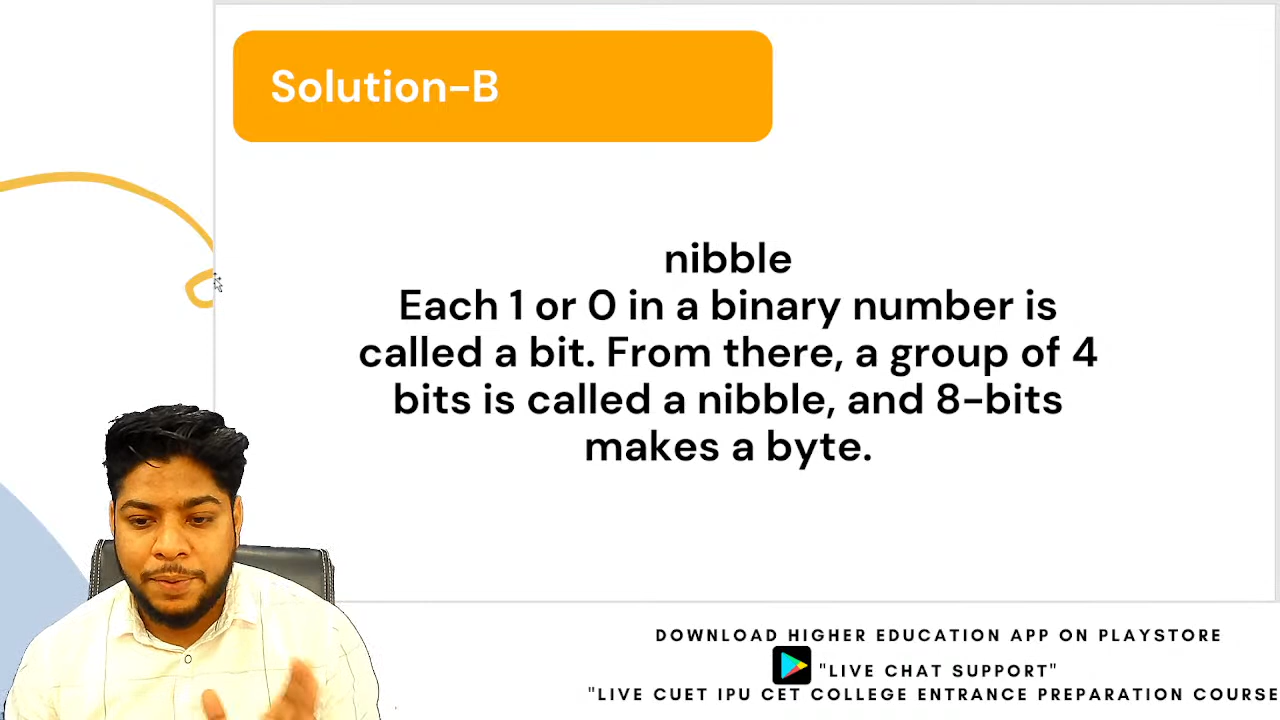 Solution-B
nibble
Each 1 or 0 in a binary number is
called a bit. From there, a group of 4
bits is called a nibble, and 8-bits
makes a byte.
DOWNLOAD HIGHER EDUCATION APP ON PLAYSTORE
"LIVE CHAT SUPPORT"
"LIVE CUET IPU CET COLLEGE ENTRANCE PREPARATION COURSE